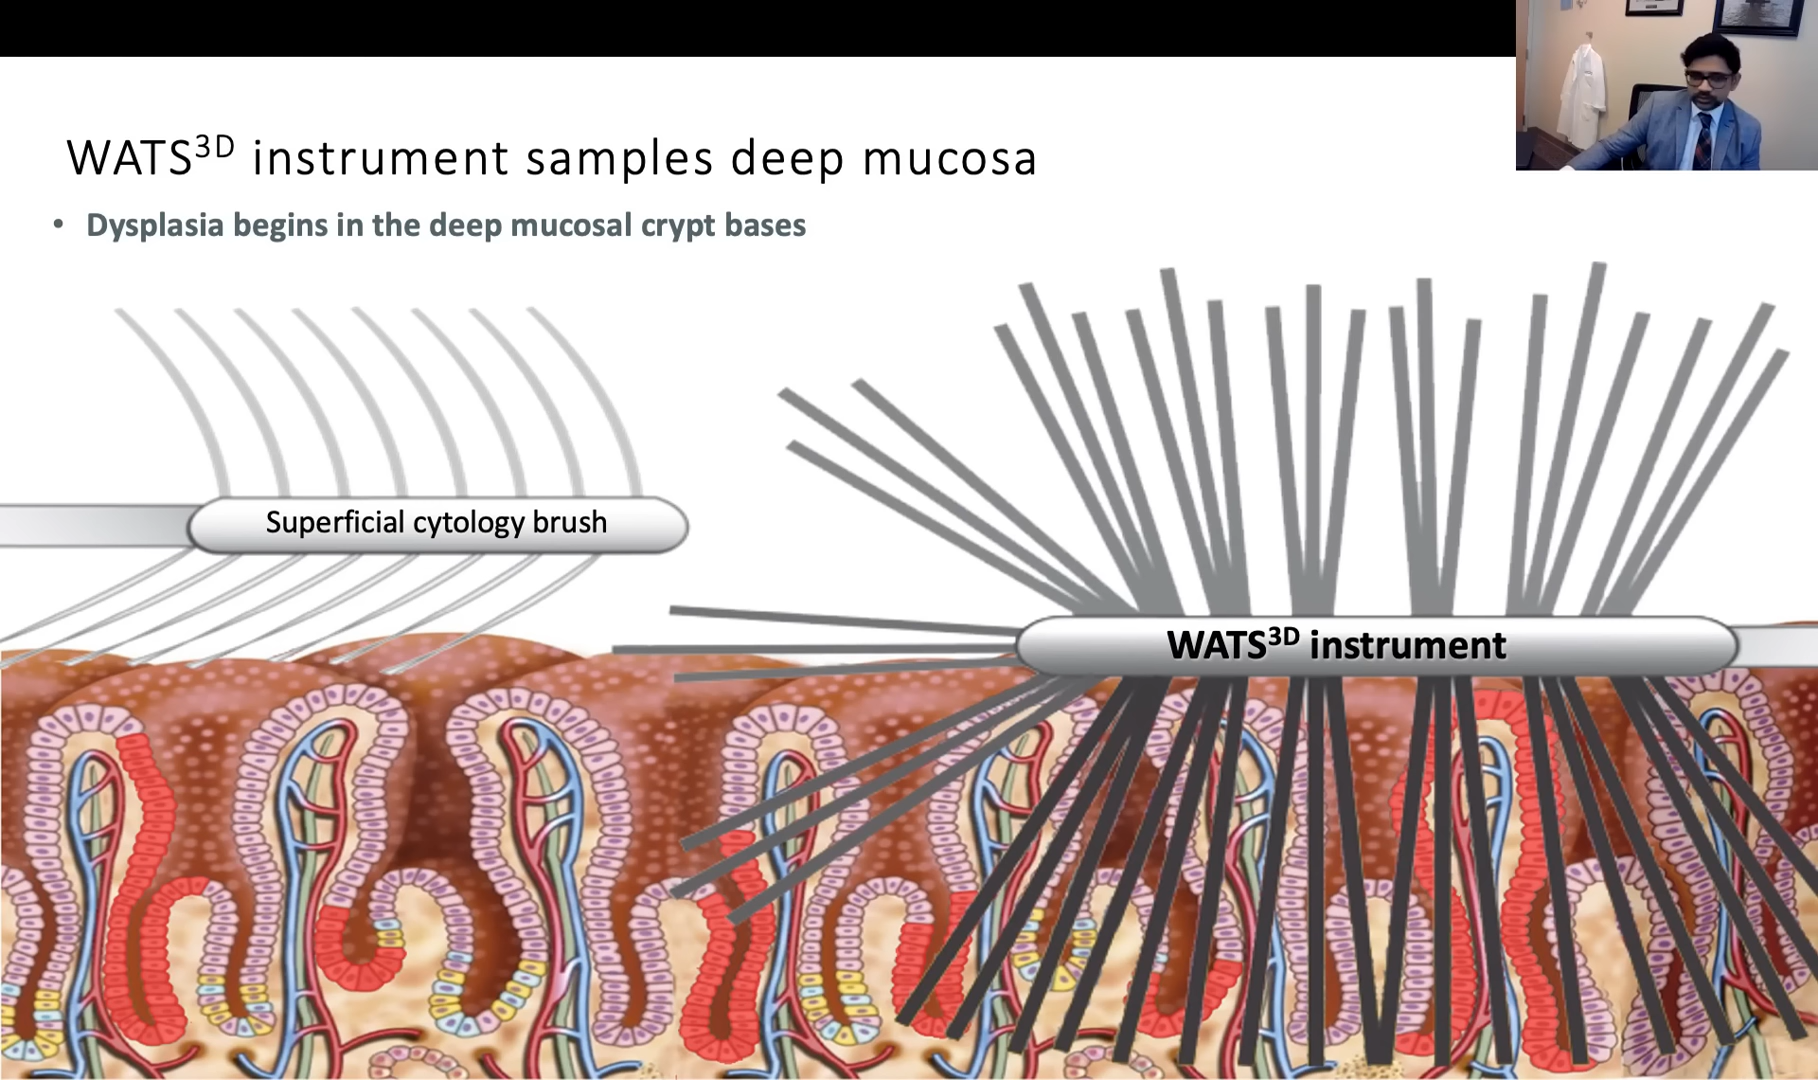 WATS3D instrument samples deep mucosa
• Dysplasia begins in the deep mucosal crypt bases
Superficial cytology brush
WATS3D instrument